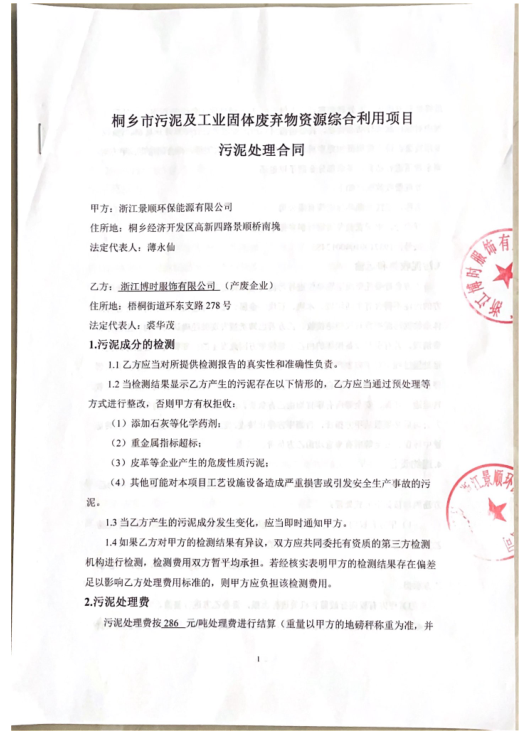 桐乡市污泥及工业固体废弃物资源综合利用项目
污泥处理合同
甲方：浙江景顺环保能源有限公司
住所地：桐乡经济开发区高新四路景顺桥南境
法定代表人：薄永仙
乙方：浙江博时服饰有限公司（产废企业）
住所地：梧桐街道环东支路278号
法定代表人：裘华茂
1.污泥成分的检测
1.1 乙方应当对所提供检测报告的真实性和准确性负责。
1.2 当检测结果显示乙方产生的污泥存在以下情形的，乙方应当通过预处理等
方式进行整改，否则甲方有权拒收：
（1）添加石灰等化学药剂；
（2）重金属指标超标；
（3）皮革等企业产生的危废性质污泥；
（4）其他可能对本项目工艺设施设备造成严重损害或引发安全生产事故的污
泥。
1.3 当乙方产生的污泥成分发生变化，应当即时通知甲方。
1.4 如果乙方对甲方的检测结果有异议，双方应共同委托有资质的第三方检测
机构进行检测，检测费用双方暂平均承担。若经核实表明甲方的检测结果存在偏差
足以影响乙方处理费用标准的，则甲方应负担该检测费用。
2.污泥处理费
污泥处理费按 286 元/吨处理费进行结算（重量以甲方的地磅秤称重为准，并
1
浙江博时服饰有
浙江景顺环